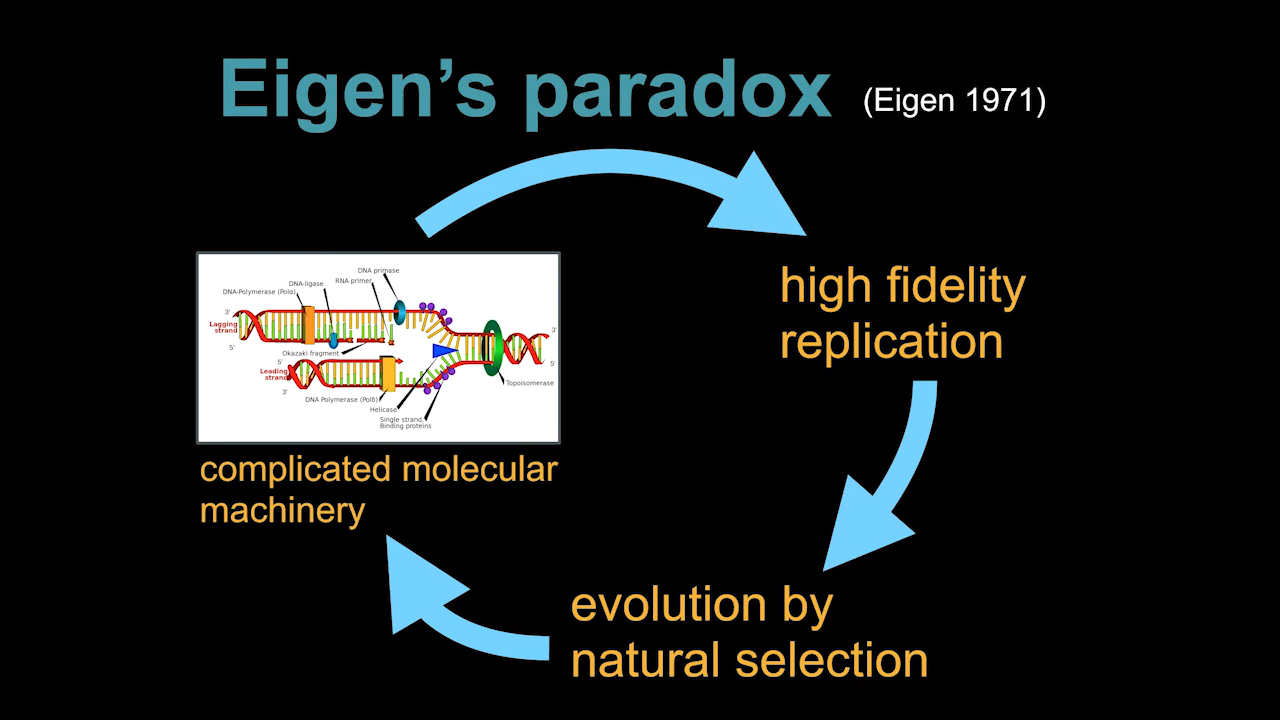 Eigen’s paradox (Eigen 1971)
DNA primase
DNA-ligase
RNA primer
DNA-Polymerase (Polα)
3'
Lagging
strand
5'
Okazaki fragment
5'
Leading
strand
3'
DNA Polymerase (Polδ)
Helicase
Single strand,
Binding proteins
Topoisomerase
3'
5'
high fidelity
replication
complicated molecular
machinery
evolution by
natural selection